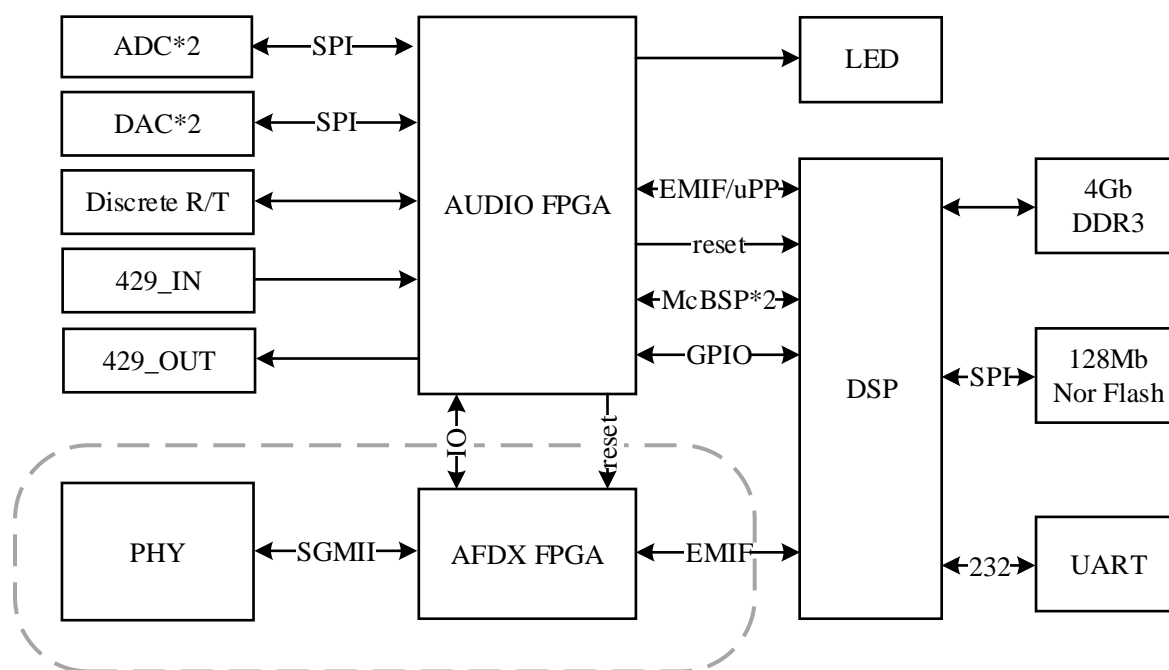 ADC*2
SPI
LED
DAC*2
SPI
Discrete R/T
AUDIO FPGA
EMIF/uPP
4Gb
DDR3
reset
429_IN
McBSP*2
429_OUT
GPIO
DSP
SPI
128Mb
Nor Flash
IO
reset
PHY
SGMII
AFDX FPGA
EMIF
232
UART